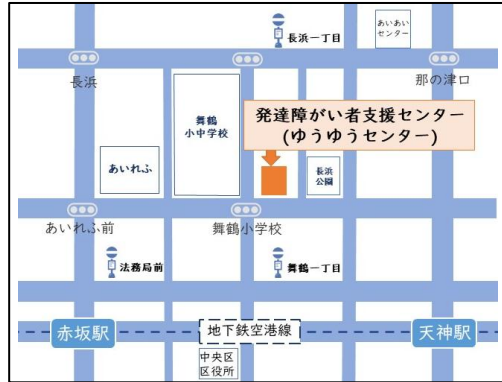 あいあい
センター
長浜一丁目
長浜
那の津口
舞鶴
小中学校
発達障がい者支援センター
(ゆうゆうセンター)
あいれふ
長浜
公園
あいれふ前
舞鶴小学校
法務局前
舞鶴一丁目
赤坂駅
地下鉄空港線
天神駅
中央区
区役所